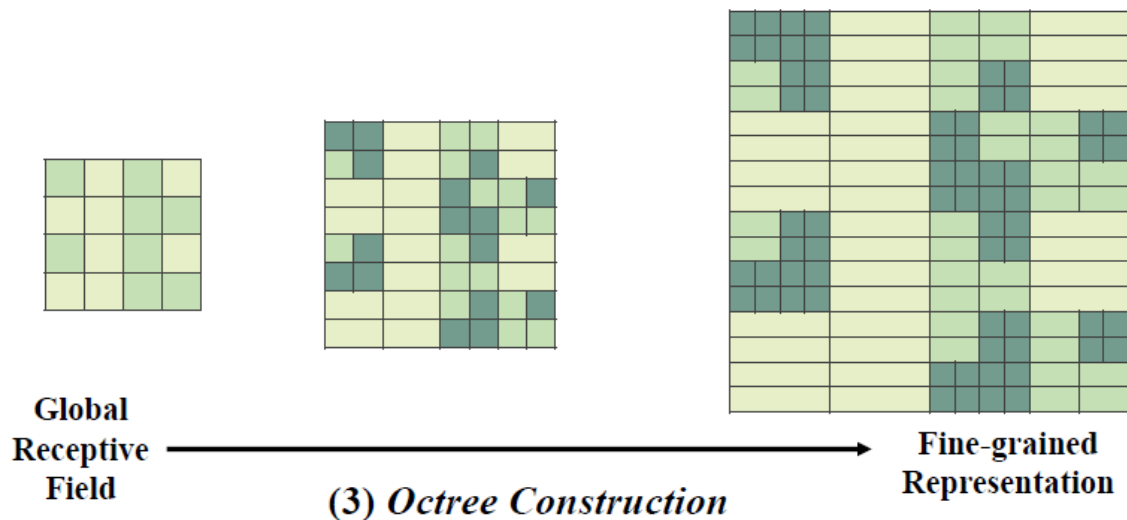 Global
Receptive
Field
Fine-grained
Representation
(3) Octree Construction